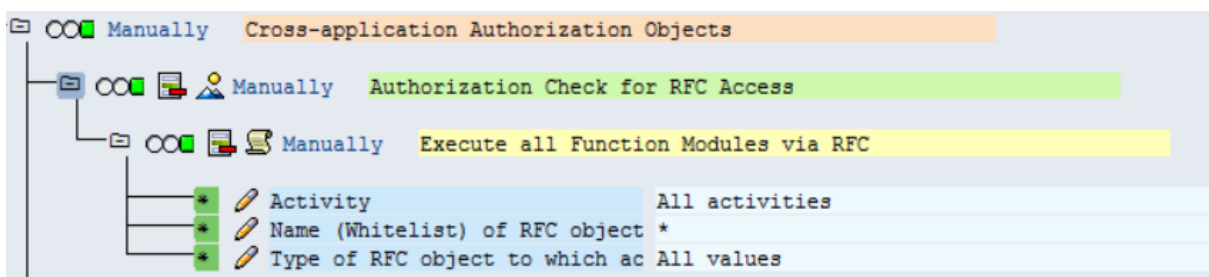 Manually Cross-application Authorization Objects
Manually Authorization Check for RFC Access
Manually Execute all Function Modules via RFC
* Activity All activities
* Name (Whitelist) of RFC object *
* Type of RFC object to which ac All values